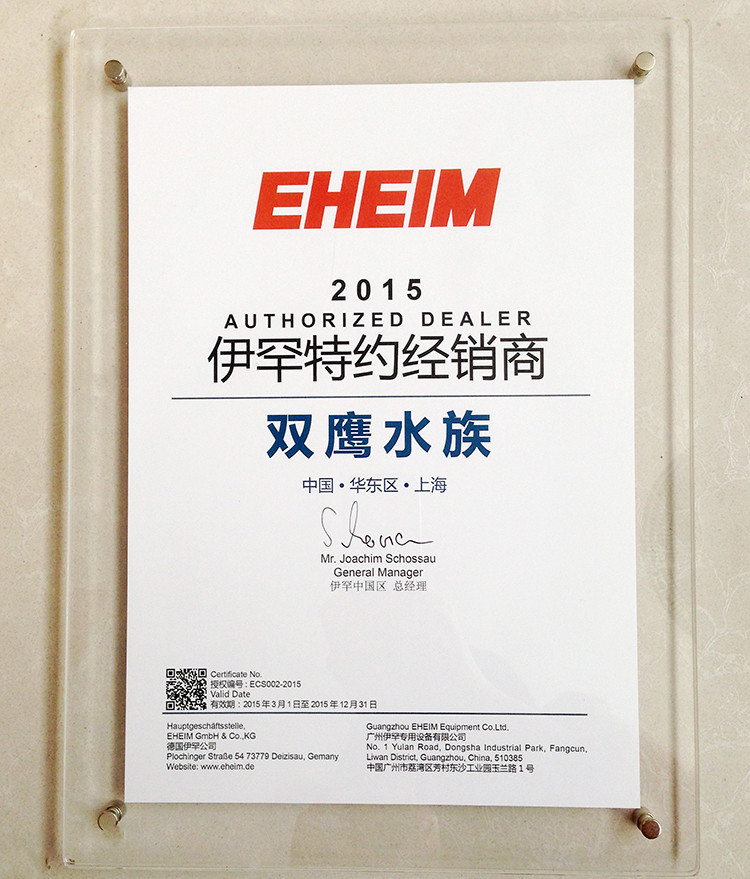 EHEIM
2015
AUTHORIZED DEALER
伊罕特约经销商
双鹰水族
中国·华东区·上海
Mr. Joachim Schossau
General Manager
伊罕中国区 总经理
Certificate No.
授权编号：ECS002-2015
Valid Date
有效期：2015年3月1日至2015年12月31日
Hauptgeschäftsstelle,
EHEIM GmbH & Co.,KG
德国伊罕公司
Plochinger Straße 54 73779 Deizisau, Gemany
Website: www.eheim.de
Guangzhou EHEIM Equipment Co.Ltd.
广州伊罕专用设备有限公司
No. 1 Yulan Road, Dongsha Industrial Park, Fangcun,
Liwan District, Guangzhou, China, 510385
中国广州市荔湾区芳村东沙工业园玉兰路1号